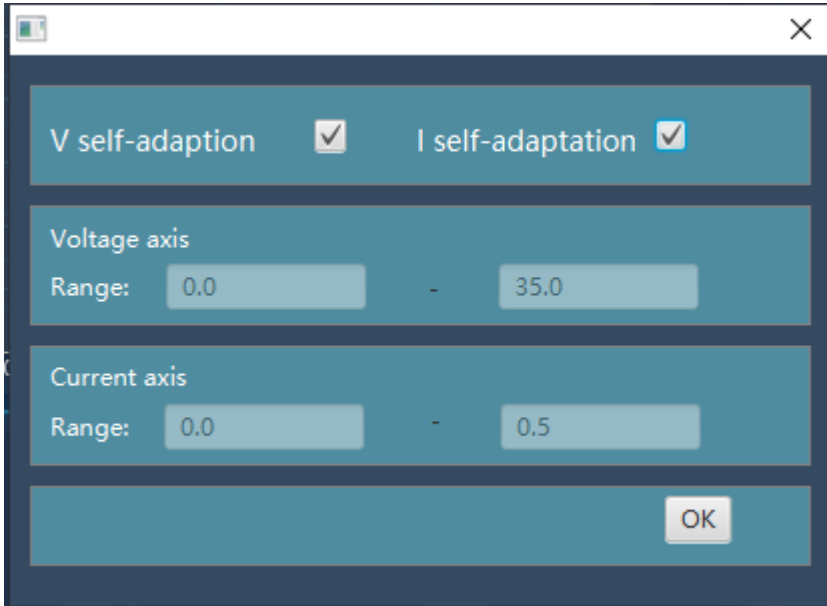 V self-adaption I self-adaptation
Voltage axis
Range: 0.0 - 35.0
Current axis
Range: 0.0 - 0.5
OK